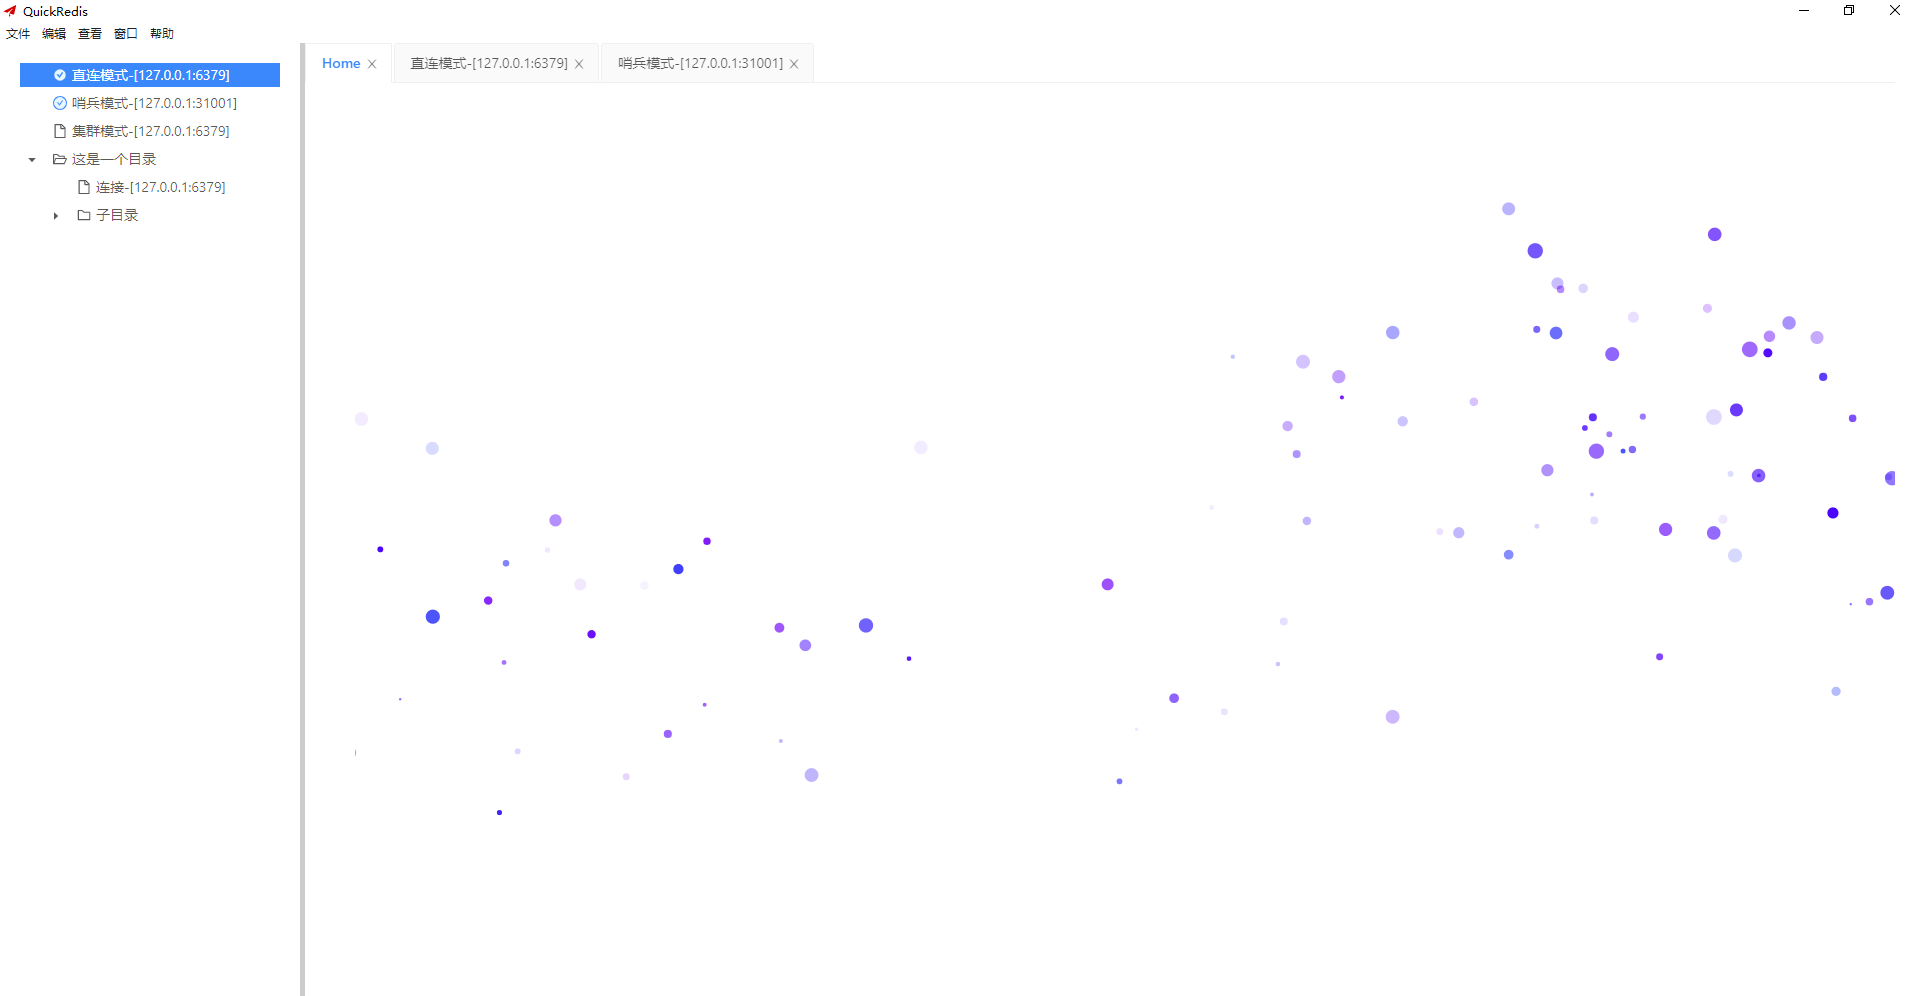 QuickRedis
文件 编辑 查看 窗口 帮助
直连模式-[127.0.0.1:6379]
哨兵模式-[127.0.0.1:31001]
集群模式-[127.0.0.1:6379]
这是一个目录
连接-[127.0.0.1:6379]
子目录
Home 直连模式-[127.0.0.1:6379] 哨兵模式-[127.0.0.1:31001]